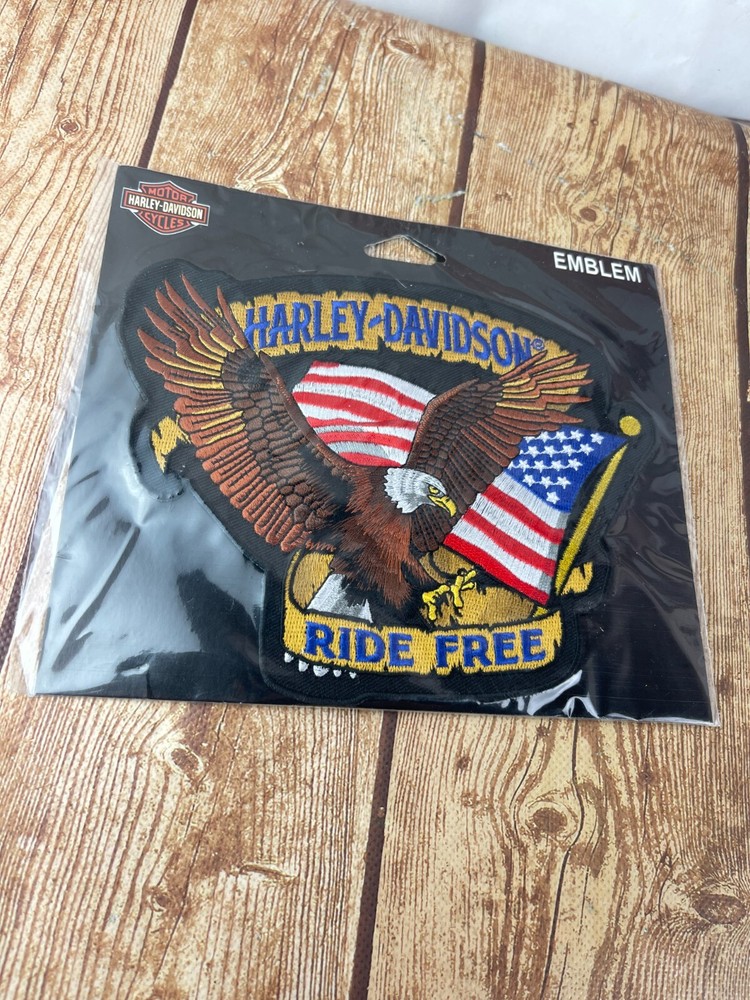 MOTOR
HARLEY-DAVIDSON
CYCLES
EMBLEM
HARLEY-DAVIDSON®
RIDE FREE